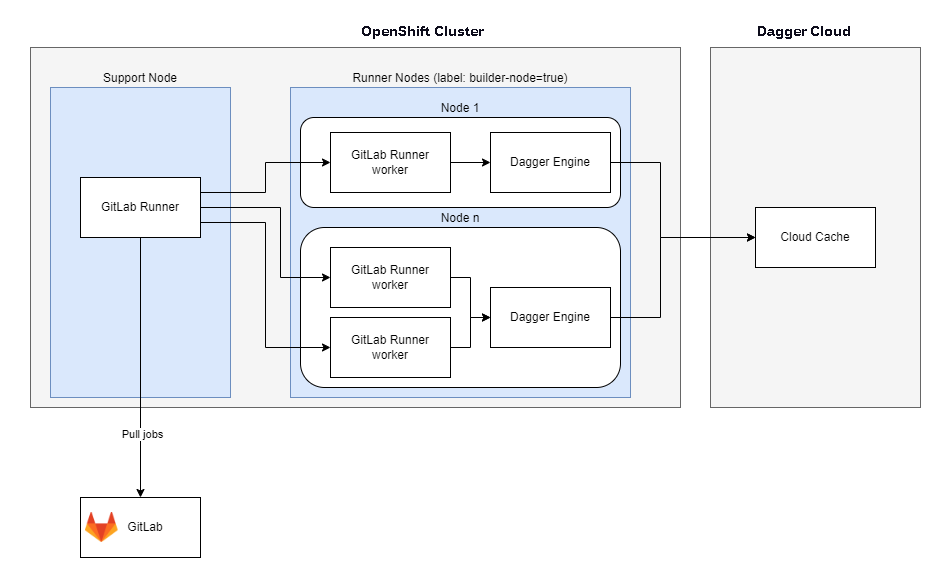 OpenShift Cluster
Dagger Cloud
Support Node
Runner Nodes (label: builder-node=true)
Node 1
GitLab Runner
worker
Dagger Engine
GitLab Runner
Node n
GitLab Runner
worker
Dagger Engine
GitLab Runner
worker
Cloud Cache
Pull jobs
GitLab